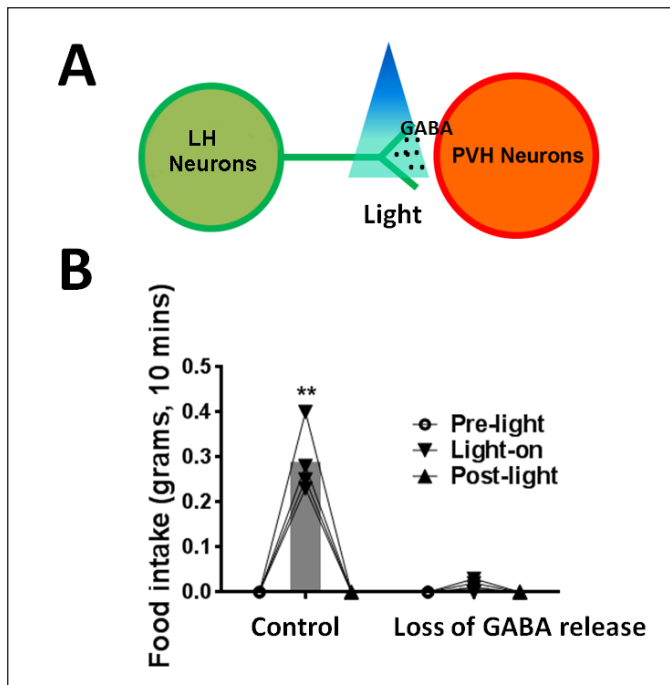 A
LH
Neurons
GABA
PVH Neurons
Light
B
Food intake (grams, 10 mins)
0.5
0.4
0.3
0.2
0.1
0.0
**
Pre-light
Light-on
Post-light
Control
Loss of GABA release